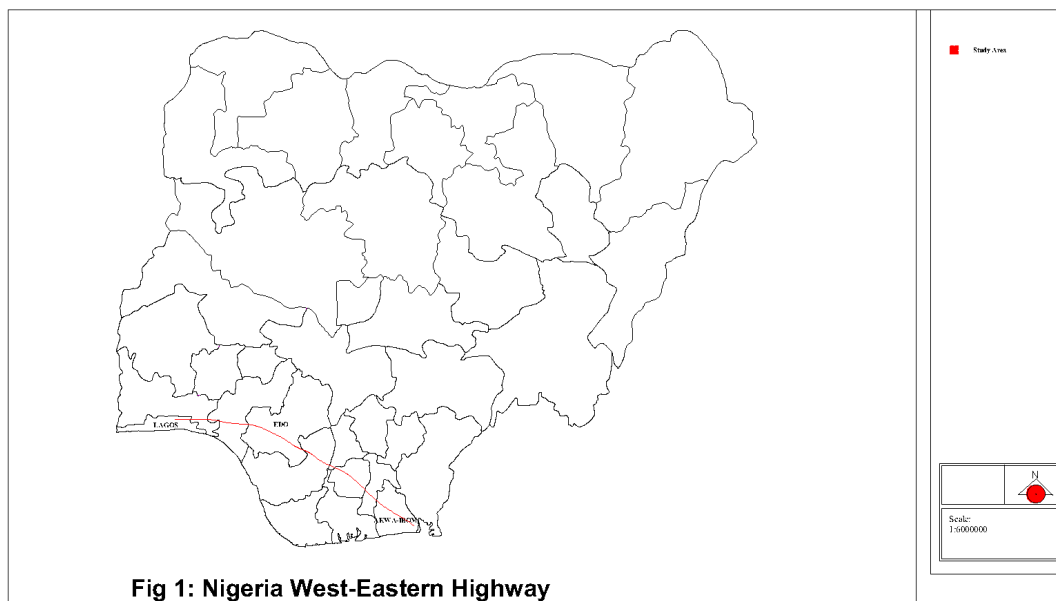 Study Area
LAGOS
EDO
AKWA-IBOM
N
Scale:
1:6000000
Fig 1: Nigeria West-Eastern Highway